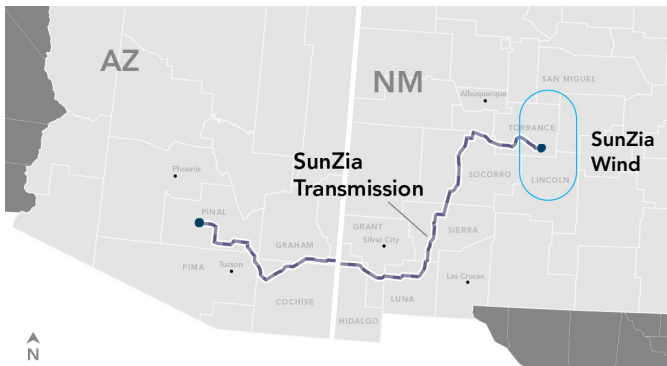 AZ
NM
SAN MIGUEL
Albuquerque
TORRANCE
SunZia
Wind
SunZia
Transmission
Phoenix
SOCORRO
LINCOLN
PINAL
GRANT
Silver City
SIERRA
GRAHAM
PIMA
Tucson
Las Cruces
COCHISE
LUNA
HIDALGO
N